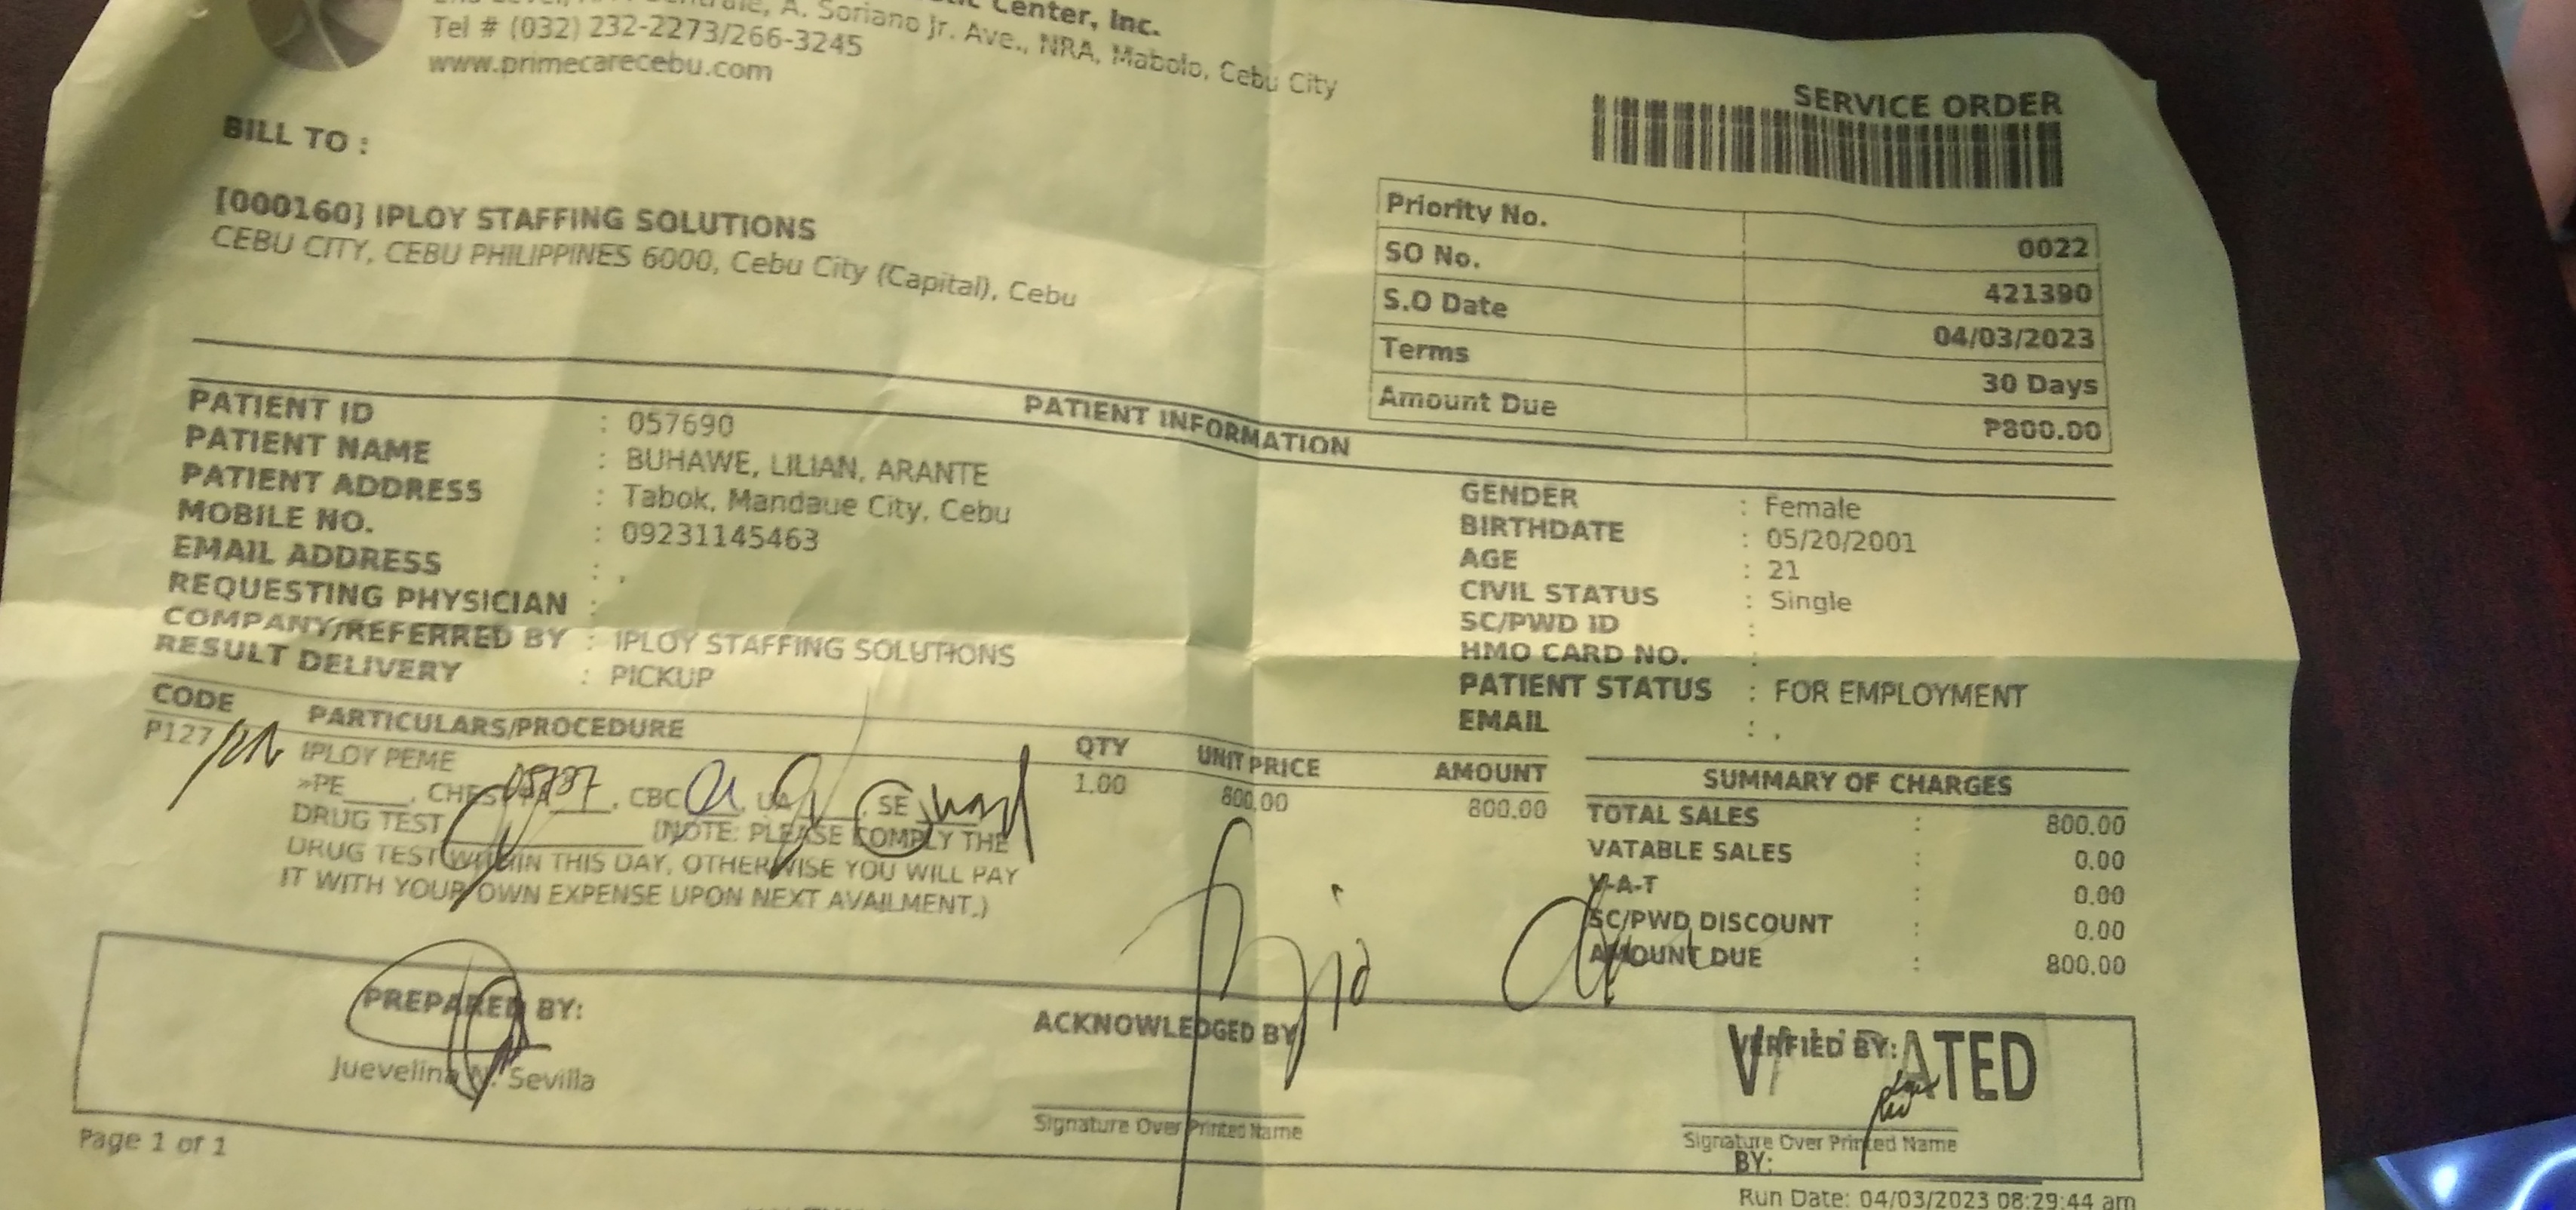 Center, Inc.
A. Soriano Jr. Ave., NRA, Mabolo, Cebu City
Tel # (032) 232-2273/266-3245
www.primecarecebu.com
SERVICE ORDER
BILL TO :
[000160] IPLOY STAFFING SOLUTIONS
CEBU CITY, CEBU PHILIPPINES 6000, Cebu City (Capital), Cebu
Priority No. 0022
SO No. 421390
S.O Date 04/03/2023
Terms 30 Days
Amount Due ₱800.00
PATIENT INFORMATION
PATIENT ID : 057690
PATIENT NAME : BUHAWE, LILIAN, ARANTE
PATIENT ADDRESS : Tabok, Mandaue City, Cebu
MOBILE NO. : 09231145463
EMAIL ADDRESS : ,
REQUESTING PHYSICIAN :
COMPANY/REFERRED BY : IPLOY STAFFING SOLUTIONS
RESULT DELIVERY : PICKUP
GENDER : Female
BIRTHDATE : 05/20/2001
AGE : 21
CIVIL STATUS : Single
SC/PWD ID :
HMO CARD NO. :
PATIENT STATUS : FOR EMPLOYMENT
EMAIL : ,
CODE PARTICULARS/PROCEDURE QTY UNIT PRICE AMOUNT
P127 IPLOY PEME 1.00 800.00 800.00
»PE____, CHEST PA____, CBC____, UA____, SE____
DRUG TEST____ (NOTE: PLEASE COMPLY THE
DRUG TEST WITHIN THIS DAY, OTHERWISE YOU WILL PAY
IT WITH YOUR OWN EXPENSE UPON NEXT AVAILMENT.)
SUMMARY OF CHARGES
TOTAL SALES : 800.00
VATABLE SALES : 0.00
V-A-T : 0.00
SC/PWD DISCOUNT : 0.00
AMOUNT DUE : 800.00
PREPARED BY:
Juevelina N. Sevilla
ACKNOWLEDGED BY
Signature Over Printed Name
VERFIED BY:
Signature Over Printed Name
BY:
Page 1 of 1
Run Date: 04/03/2023 08:29:44 am